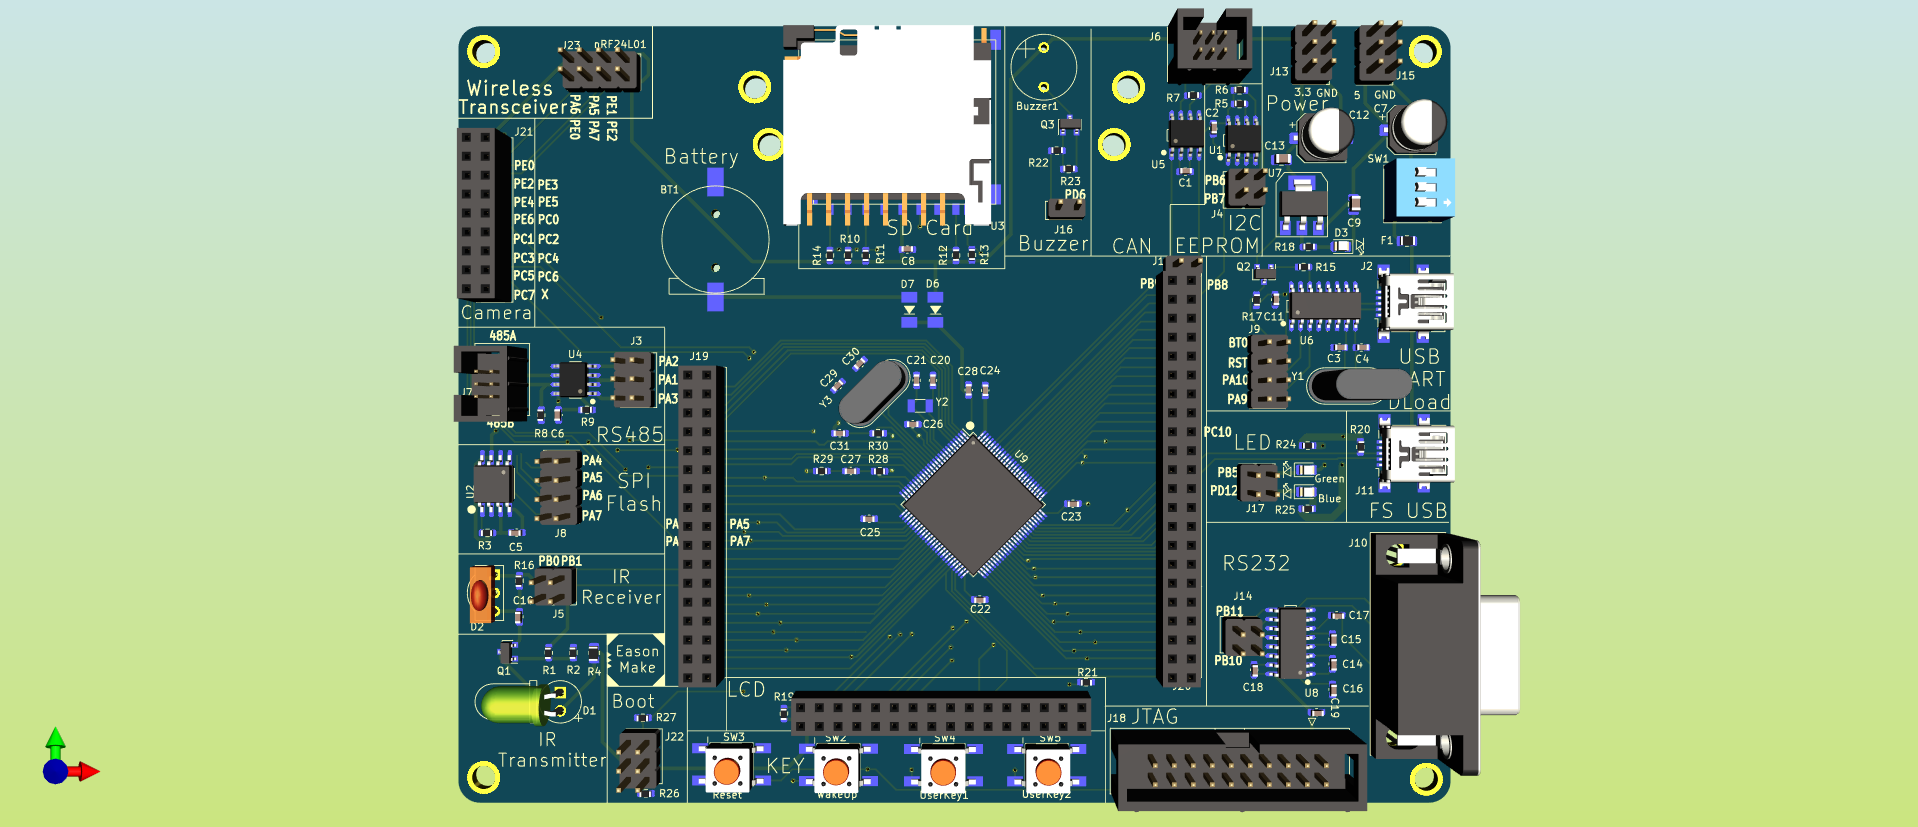 J23 nRF24L01
Wireless
Transceiver
PA6 PE0
PA5 PA7
PE1 PE2
J21
PE0
PE2 PE3
PE4 PE5
PE6 PC0
PC1 PC2
PC3 PC4
PC5 PC6
PC7 X
Camera
Battery
BT1
SD Card
U3
R14
R10
R11
C8
R12
R13
D7 D6
Buzzer1
Q3
R22
R23
PD6
J16
Buzzer
J6
R7
R6
R5
C2
U5
U1
C1
PB6
PB7
J4
I2C
CAN
EEPROM
J13
J15
3.3 GND
5 GND
Power
C12
C7
C13
U7
SW1
C9
R18
D3
F1
485A
J7
485B
U4
R8 C6
R9
J3
PA2
PA1
PA3
RS485
J19
C30
C29
Y3
C21 C20
Y2
C26
C28 C24
C31
R30
R29 C27 R28
U9
C25
C23
C22
PA
PA
PA5
PA7
J1
PB
PB8
PC10
J20
Q2
R15
J2
R17 C11
J9
U6
C3 C4
BT0
RST
PA10
PA9
Y1
USB
ART
DLoad
LED
R24
R20
PB5
PD12
Green
Blue
J17
R25
J11
FS USB
U2
R3
C5
PA4
PA5
PA6
PA7
J8
SPI
Flash
R16
PB0 PB1
J5
D2
IR
Receiver
Q1
R1 R2 R4
Eason
Make
D1
IR
Transmitter
Boot
R27
J22
R26
LCD
R19
R21
SW3
SW2
SW4
SW5
KEY
Reset
WakeUp
UserKey1
UserKey2
RS232
J10
J14
PB11
PB10
C17
C15
C14
C16
C18
U8
C19
J18 JTAG